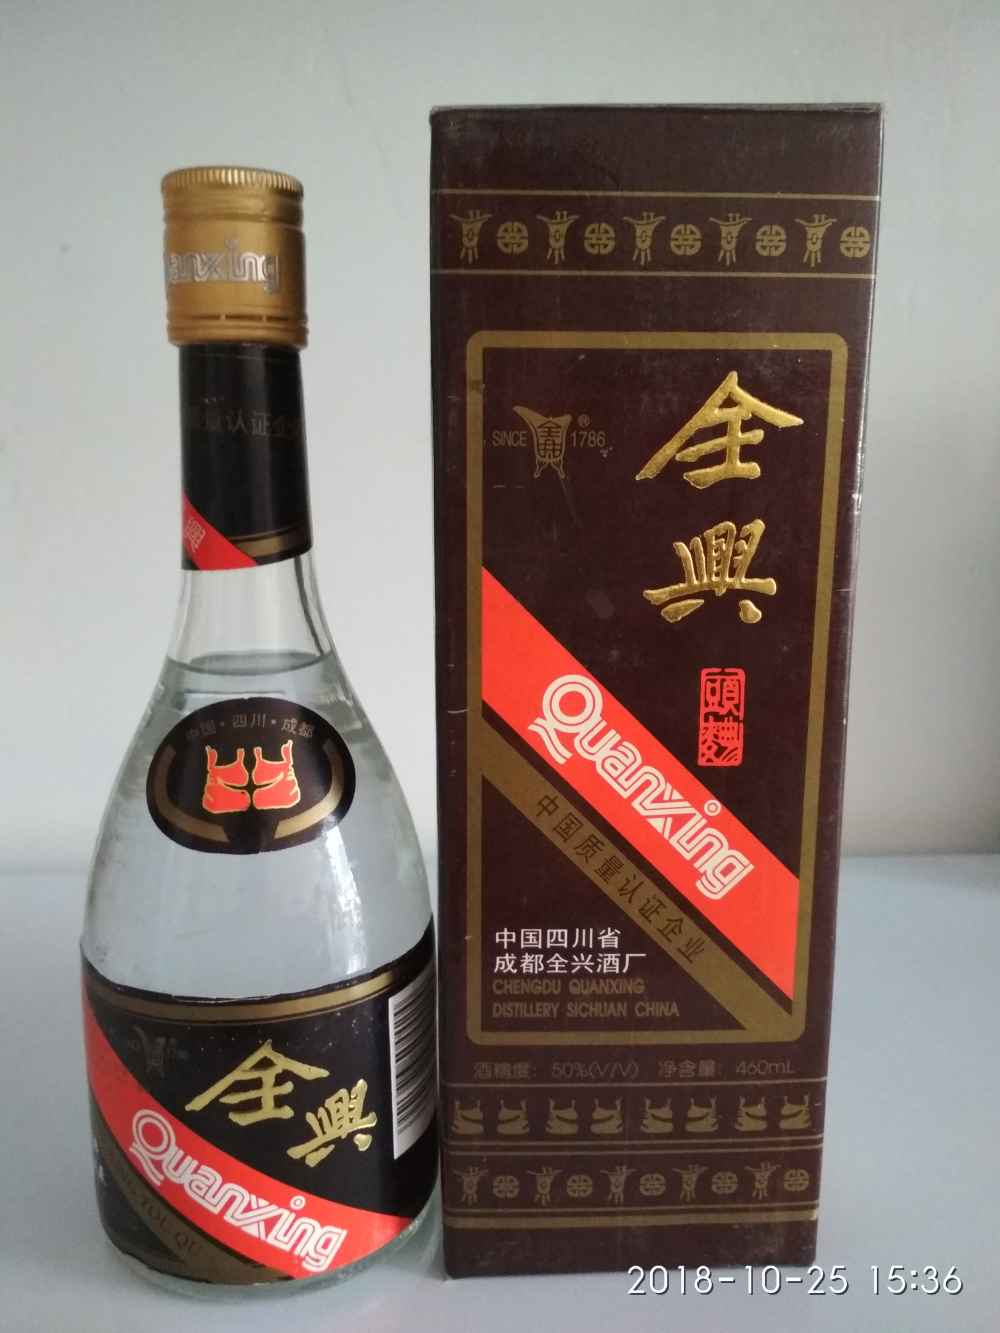 Quanxing
质量认证企
興
中国·四川·成都
全興
Quanxing
TOU QU
SINCE 1786
全興
頭麯
Quanxing
中国质量认证企业
中国四川省
成都全兴酒厂
CHENGDU QUANXING
DISTILLERY SICHUAN CHINA
酒精度: 50%(V/V) 净含量: 460mL
2018-10-25 15:36